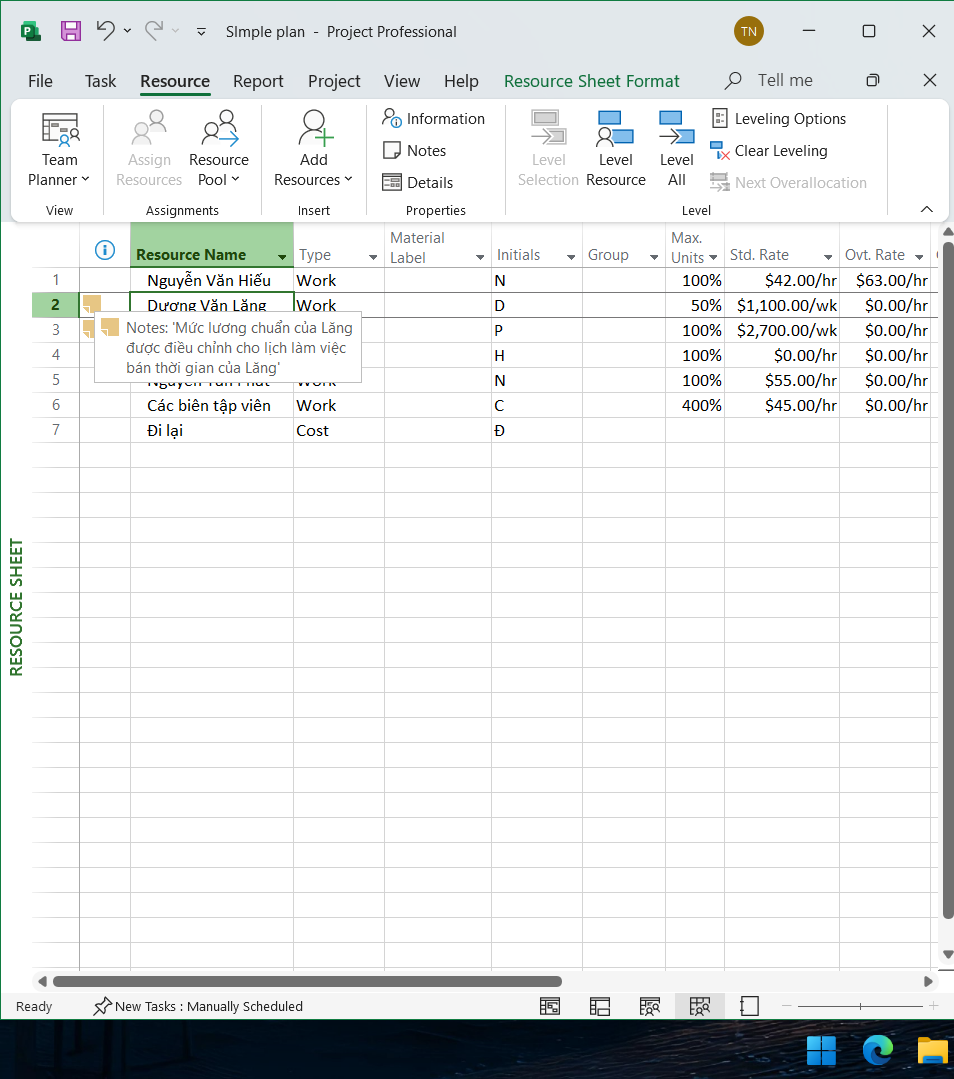 SImple plan - Project Professional
TN
File Task Resource Report Project View Help Resource Sheet Format Tell me
Team Planner
View
Assign Resources
Resource Pool
Assignments
Add Resources
Insert
Information
Notes
Details
Properties
Level Selection
Level Resource
Level All
Leveling Options
Clear Leveling
Next Overallocation
Level
Resource Name Type Material Label Initials Group Max. Units Std. Rate Ovt. Rate
1 Nguyễn Văn Hiếu Work N 100% $42.00/hr $63.00/hr
2 Dương Văn Lăng Work D 50% $1,100.00/wk $0.00/hr
3 P 100% $2,700.00/wk $0.00/hr
4 H 100% $0.00/hr $0.00/hr
5 Nguyễn Tấn Phát Work N 100% $55.00/hr $0.00/hr
6 Các biên tập viên Work C 400% $45.00/hr $0.00/hr
7 Đi lại Cost Đ
Notes: 'Mức lương chuẩn của Lăng
được điều chỉnh cho lịch làm việc
bán thời gian của Lăng'
RESOURCE SHEET
Ready New Tasks : Manually Scheduled